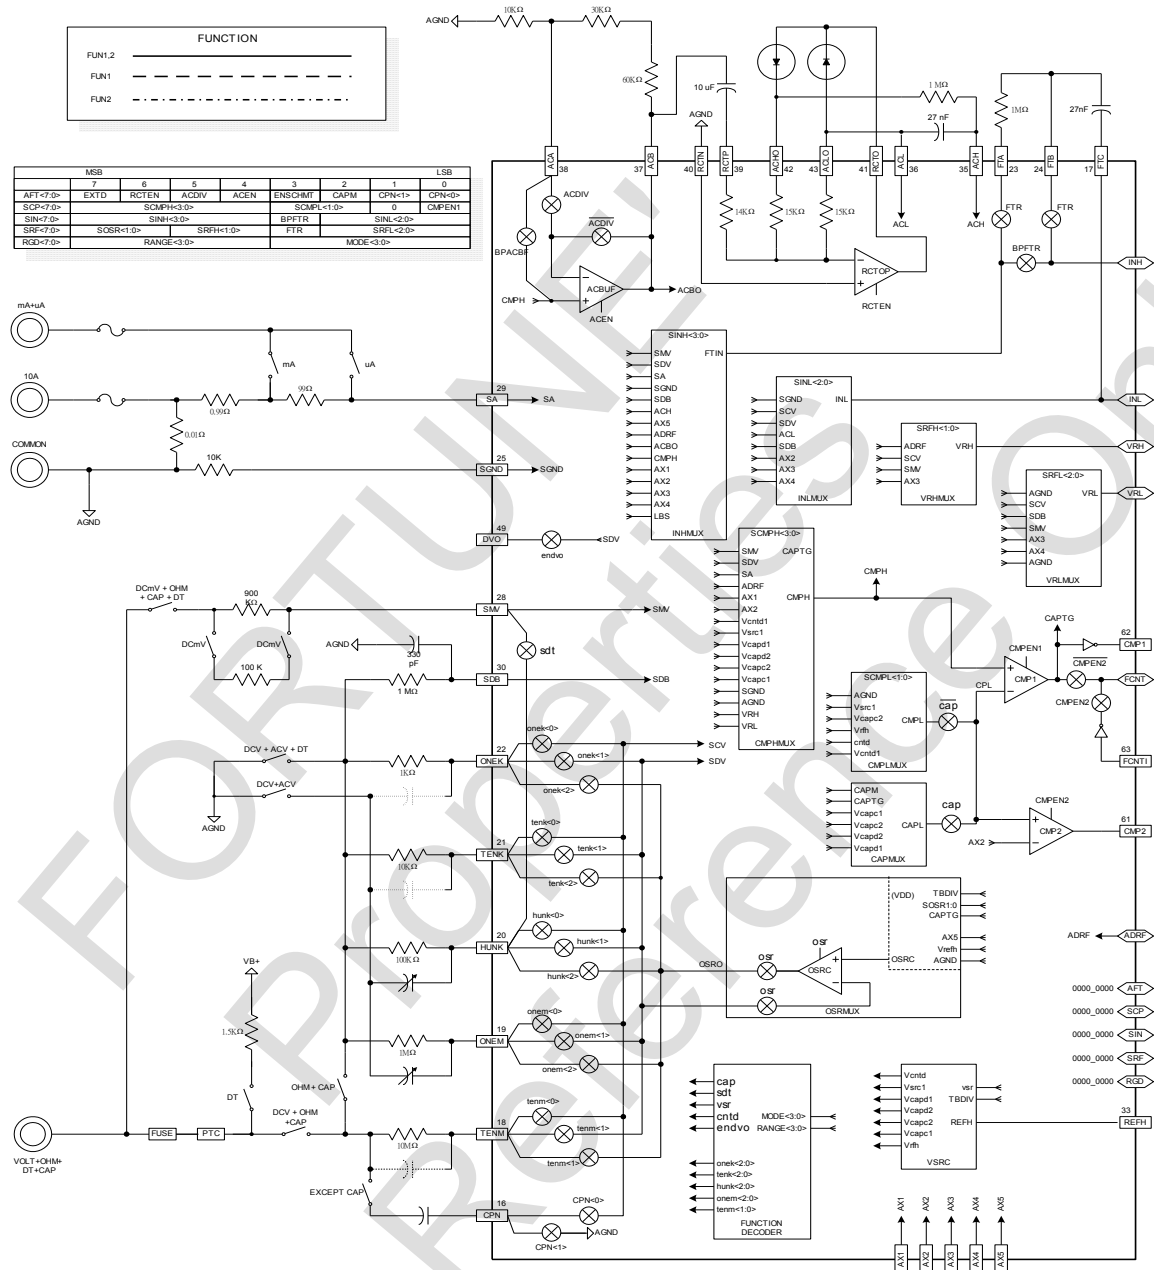 FUNCTION
FUN1,2
FUN1
FUN2
MSB LSB
7 6 5 4 3 2 1 0
AFT<7:0> EXTD RCTEN ACDIV ACEN ENSCHMT CAPM CPN<1> CPN<0>
SCP<7:0> SCMPH<3:0> SCMPL<1:0> 0 CMPEN1
SIN<7:0> SINH<3:0> BPFTR SINL<2:0>
SRF<7:0> SOSR<1:0> SRFH<1:0> FTR SRFL<2:0>
RGD<7:0> RANGE<3:0> MODE<3:0>
AGND
10KΩ
30KΩ
60KΩ
10 uF
AGND
1 MΩ
27 nF
1MΩ
27nF
ACA 38
ACB 37
RCTN 40
RCTP 39
ACHO 42
ACLO 43
RCTO 41
ACL 36
ACH 35
FTA 23
FTB 24
FTC 17
ACDIV
ACDIV
BPACBF
CMPH
ACBUF
ACEN
ACBO
14KΩ
15KΩ
15KΩ
RCTOP
RCTEN
ACL
ACH
FTR
FTR
BPFTR
INH
INL
VRH
VRL
mA+uA
10A
COMMON
mA
uA
0.99Ω
99Ω
0.01Ω
10K
AGND
29
SA
SA
25
SGND
SGND
49
DVO
endvo
SDV
SINH<3:0>
SMV
SDV
SA
SGND
SDB
ACH
AX5
ADRF
ACBO
CMPH
AX1
AX2
AX3
AX4
LBS
FTIN
INHMUX
SINL<2:0>
SGND
SCV
SDV
ACL
SDB
AX2
AX3
AX4
INL
INLMUX
SRFH<1:0>
ADRF
SCV
SMV
AX3
VRH
VRHMUX
SRFL<2:0>
AGND
SCV
SDB
SMV
AX3
AX4
AGND
VRL
VRLMUX
SCMPH<3:0>
SMV
SDV
SA
ADRF
AX1
AX2
Vcntd1
Vsrc1
Vcapd1
Vcapd2
Vcapc2
Vcapc1
SGND
AGND
VRH
VRL
CAPTG
CMPH
CMPHMUX
CMPH
SCMPL<1:0>
AGND
Vsrc1
Vcapc2
Vrfh
cntd
Vcntd1
CMPL
CMPLMUX
cap
CPL
CMPEN1
CMP1
CAPTG
62
CMP1
CMPEN2
FCNT
CMPEN2
63
FCNTI
CAPM
CAPTG
Vcapc1
Vcapc2
Vcapd2
Vcapd1
CAPL
CAPMUX
cap
AX2
CMPEN2
CMP2
61
CMP2
DCmV + OHM
+ CAP + DT
900
KΩ
DCmV
DCmV
100 K
AGND
330
pF
1 MΩ
28
SMV
SMV
sdt
30
SDB
SDB
DCV + ACV + DT
DCV+ACV
AGND
1KΩ
22
ONEK
onek<0>
onek<1>
onek<2>
SCV
SDV
10KΩ
21
TENK
tenk<0>
tenk<1>
tenk<2>
100KΩ
20
HUNK
hunk<0>
hunk<1>
hunk<2>
1MΩ
19
ONEM
onem<0>
onem<1>
onem<2>
10MΩ
18
TENM
tenm<0>
tenm<1>
tenm<1>
16
CPN
CPN<0>
CPN<1>
AGND
VB+
1.5KΩ
DT
OHM + CAP
DCV + OHM
+CAP
FUSE
PTC
EXCEPT CAP
VOLT+OHM+
DT+CAP
OSRO
osr
osr
osr
OSRC
OSRC
(VDD)
TBDIV
SOSR1:0
CAPTG
AX5
Vrefh
AGND
OSRMUX
cap
sdt
vsr
cntd
endvo
MODE<3:0>
RANGE<3:0>
onek<2:0>
tenk<2:0>
hunk<2:0>
onem<2:0>
tenm<1:0>
FUNCTION
DECODER
Vcntd
Vsrc1
Vcapd1
Vcapd2
Vcapc2
Vcapc1
Vrfh
vsr
TBDIV
REFH
VSRC
ADRF
ADRF
0000_0000 AFT
0000_0000 SCP
0000_0000 SIN
0000_0000 SRF
0000_0000 RGD
33
REFH
AX1 AX2 AX3 AX4 AX5
AX1 AX2 AX3 AX4 AX5
FORTUNE'
Properties
Reference